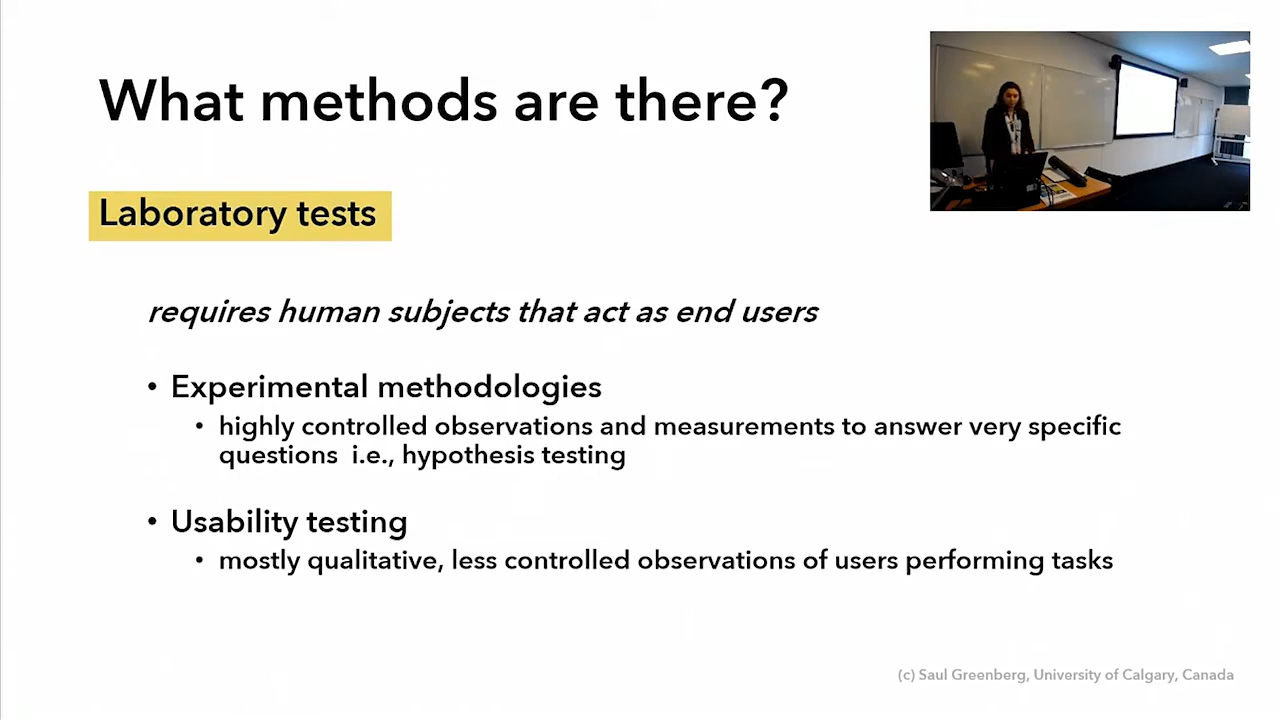 What methods are there?
Laboratory tests
requires human subjects that act as end users
• Experimental methodologies
• highly controlled observations and measurements to answer very specific
questions i.e., hypothesis testing
• Usability testing
• mostly qualitative, less controlled observations of users performing tasks
(c) Saul Greenberg, University of Calgary, Canada